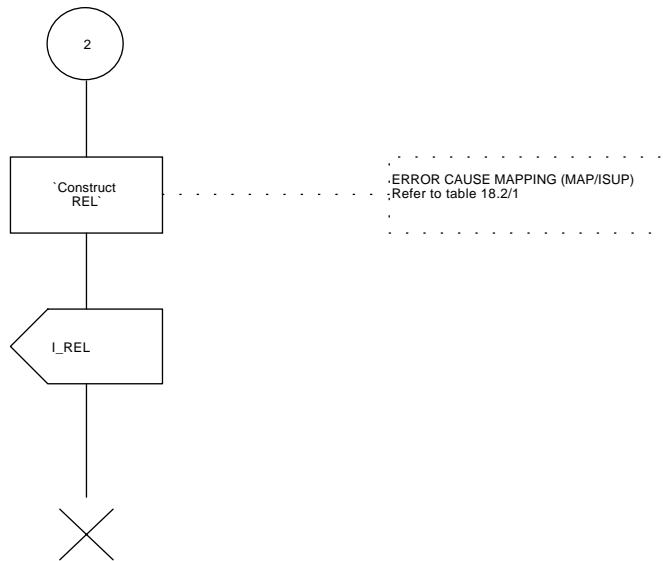 2
`Construct
REL`
ERROR CAUSE MAPPING (MAP/ISUP)
Refer to table 18.2/1
I_REL